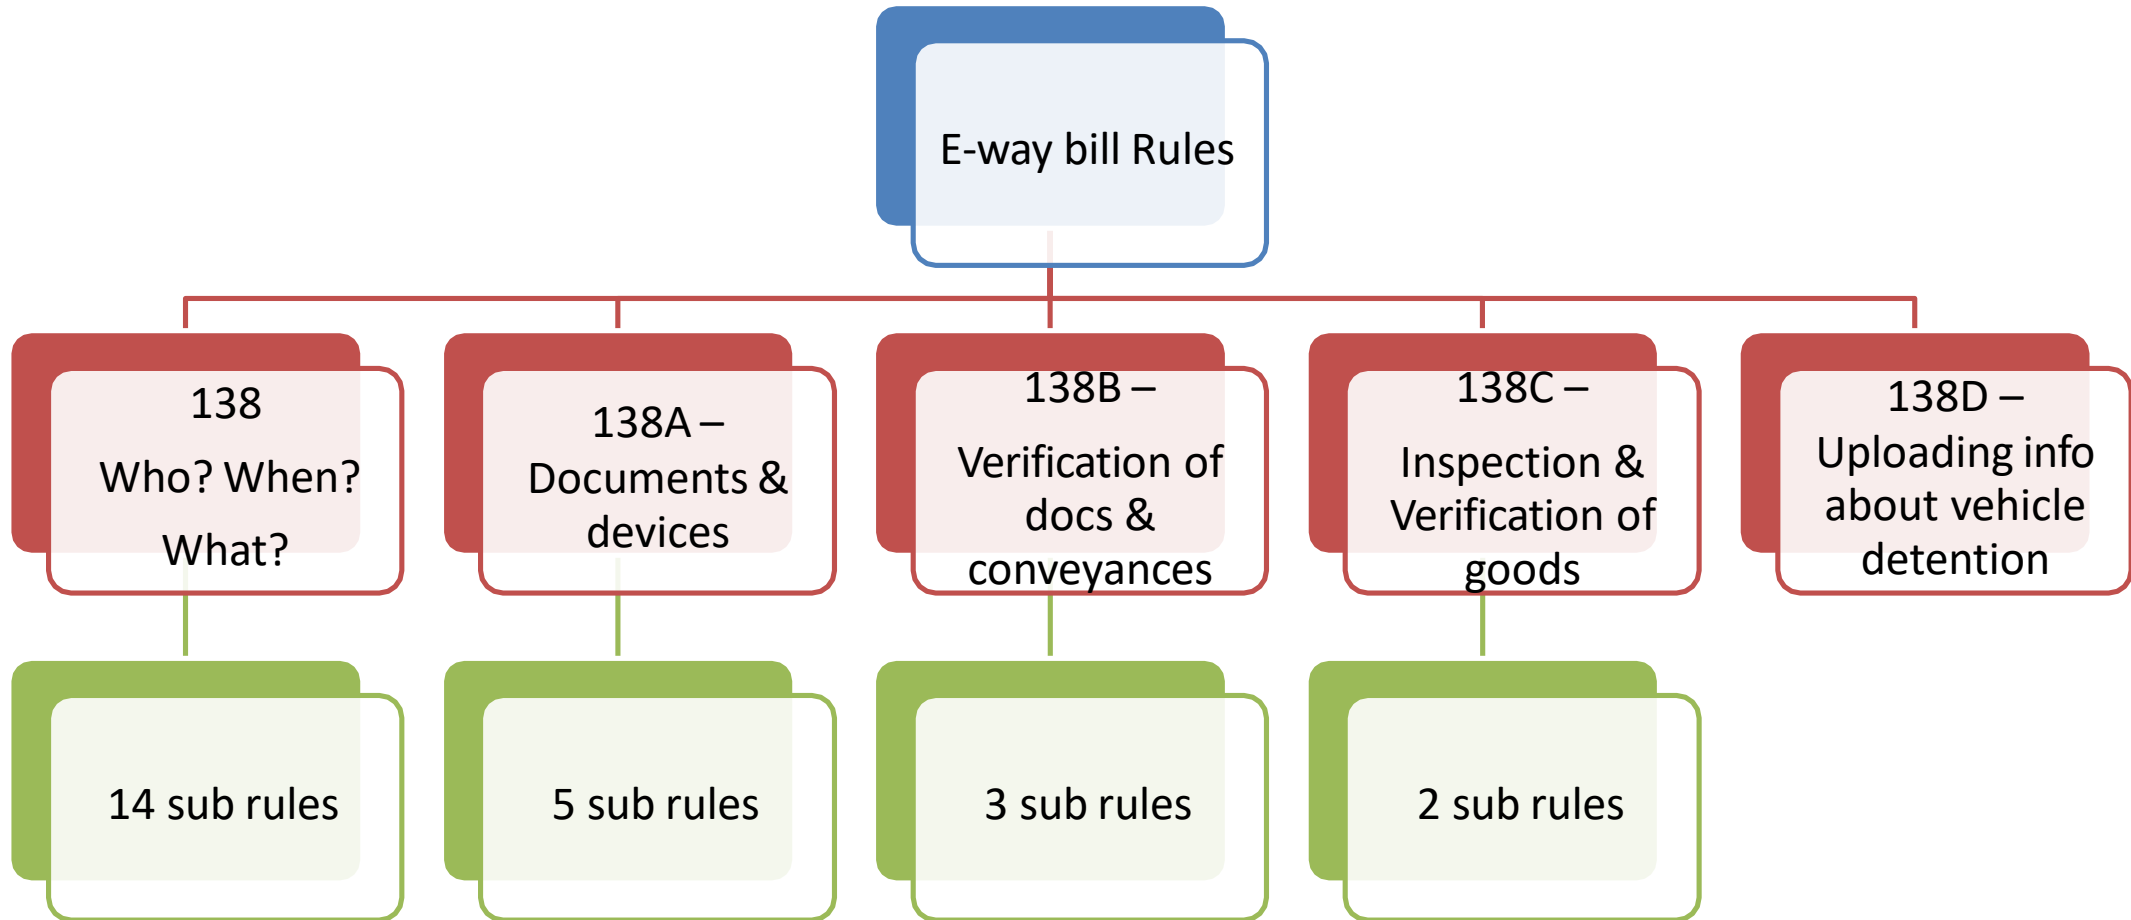 E-way bill Rules
138
Who? When?
What?
138A –
Documents &
devices
138B –
Verification of
docs &
conveyances
138C –
Inspection &
Verification of
goods
138D –
Uploading info
about vehicle
detention
14 sub rules
5 sub rules
3 sub rules
2 sub rules